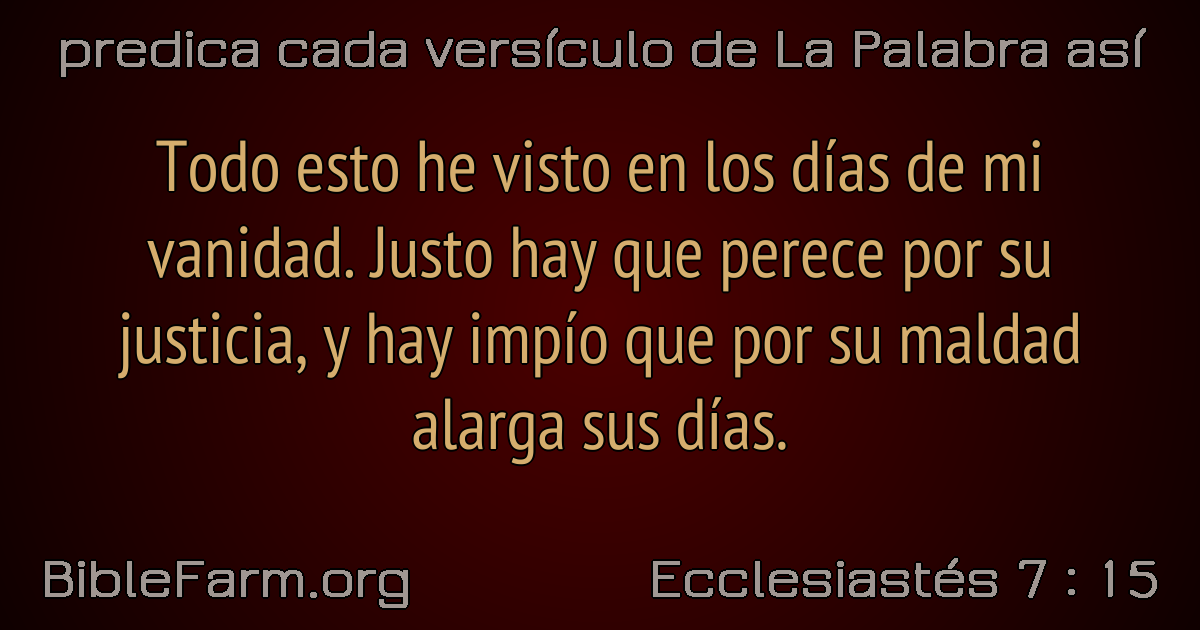 predica cada versículo de La Palabra así
Todo esto he visto en los días de mi
vanidad. Justo hay que perece por su
justicia, y hay impío que por su maldad
alarga sus días.
BibleFarm.org
Ecclesiastés 7 : 15